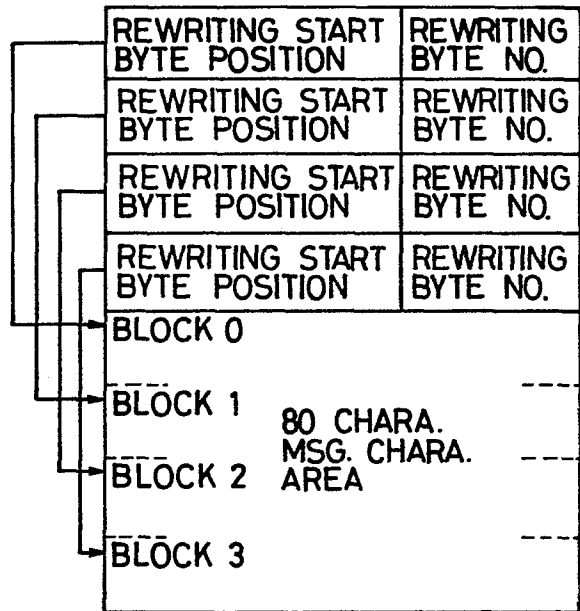 REWRITING START REWRITING
BYTE POSITION BYTE NO.
REWRITING START REWRITING
BYTE POSITION BYTE NO.
REWRITING START REWRITING
BYTE POSITION BYTE NO.
REWRITING START REWRITING
BYTE POSITION BYTE NO.
BLOCK 0
BLOCK 1
80 CHARA.
MSG. CHARA.
BLOCK 2 AREA
BLOCK 3